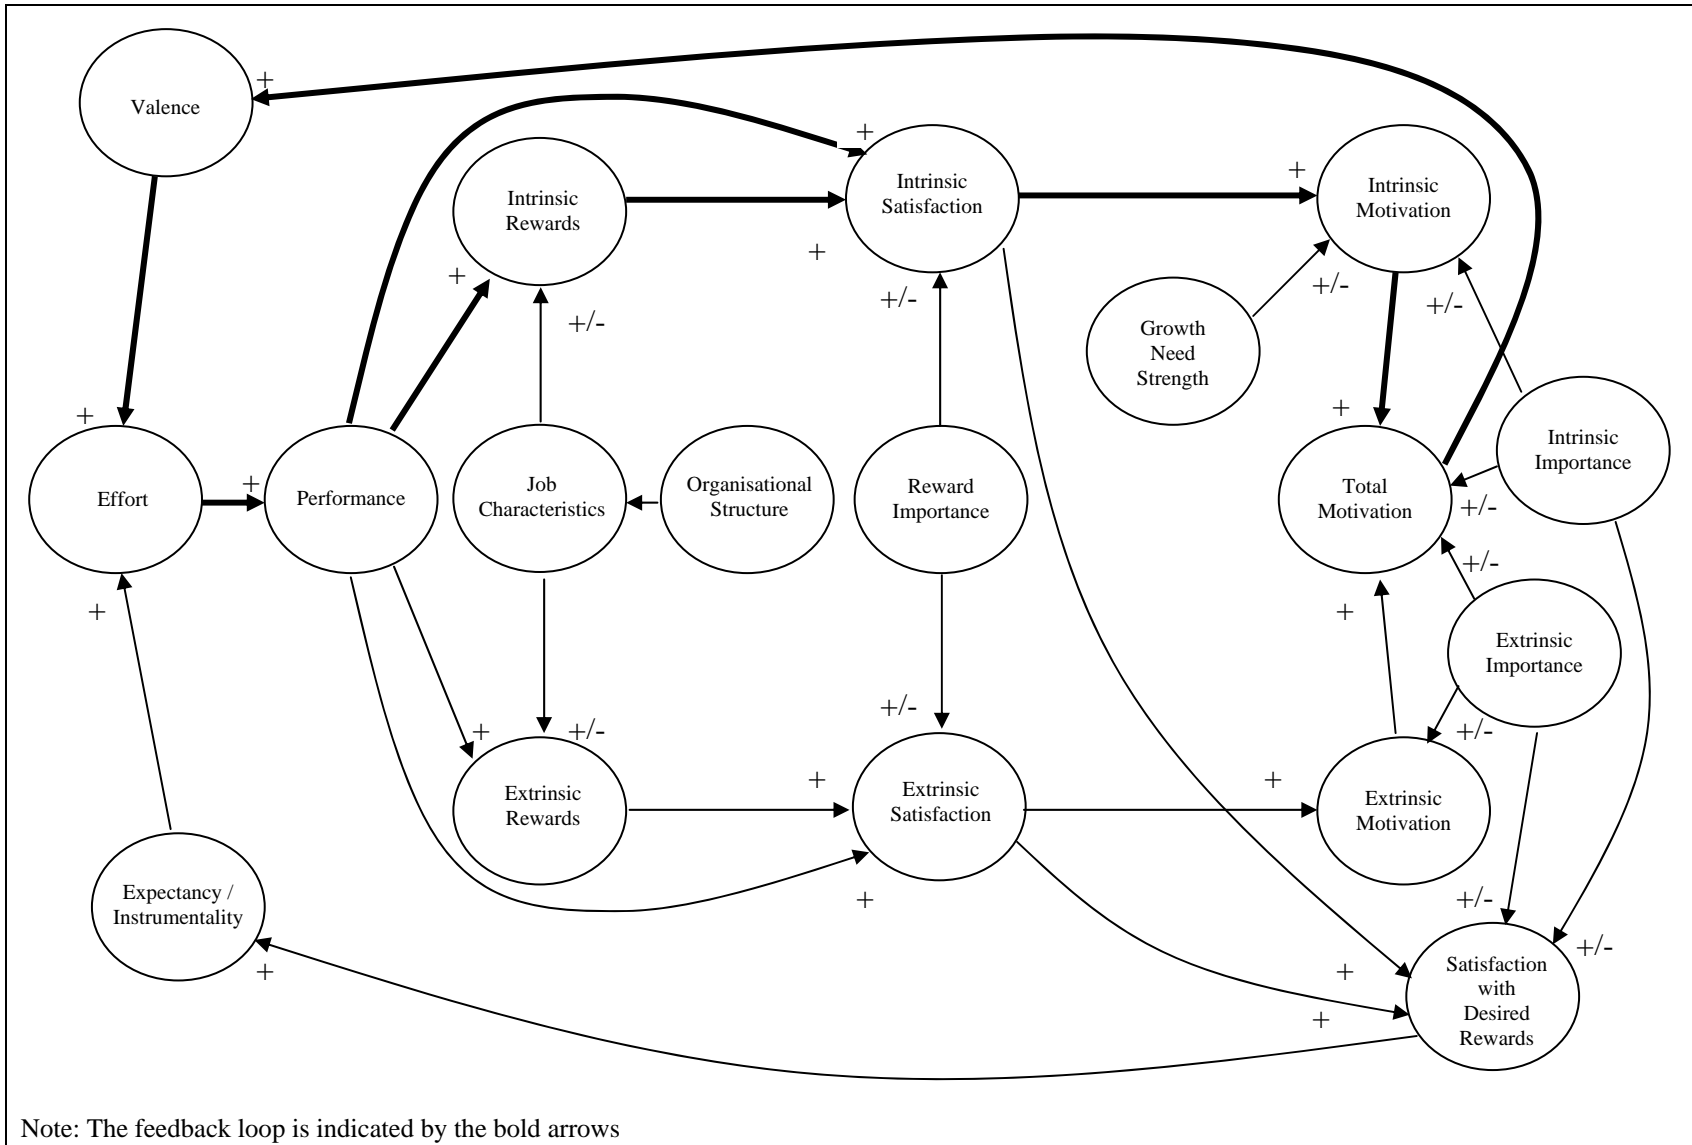 +
Valence
+
Intrinsic
Rewards
Intrinsic
Satisfaction
+
Intrinsic
Motivation
+
+
+/-
+/-
+/-
+/-
Growth
Need
Strength
+
+
Effort
+
Performance
Job
Characteristics
Organisational
Structure
Reward
Importance
Total
Motivation
Intrinsic
Importance
+/-
+/-
+
+
Extrinsic
Importance
+/-
+
+/-
+/-
Extrinsic
Rewards
+
Extrinsic
Satisfaction
+
Extrinsic
Motivation
Expectancy /
Instrumentality
+
+/-
+/-
+
+
+
Satisfaction
with
Desired
Rewards
Note: The feedback loop is indicated by the bold arrows